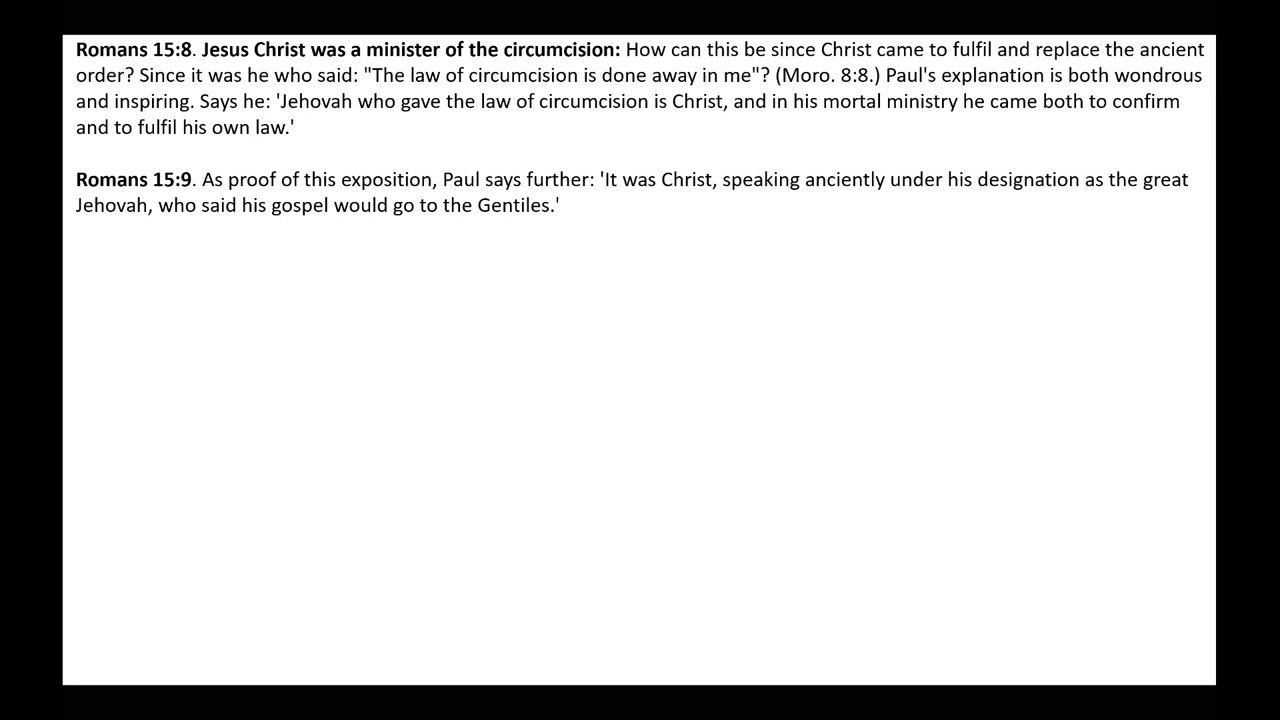 Romans 15:8. Jesus Christ was a minister of the circumcision: How can this be since Christ came to fulfil and replace the ancient
order? Since it was he who said: "The law of circumcision is done away in me"? (Moro. 8:8.) Paul's explanation is both wondrous
and inspiring. Says he: 'Jehovah who gave the law of circumcision is Christ, and in his mortal ministry he came both to confirm
and to fulfil his own law.'
Romans 15:9. As proof of this exposition, Paul says further: 'It was Christ, speaking anciently under his designation as the great
Jehovah, who said his gospel would go to the Gentiles.'